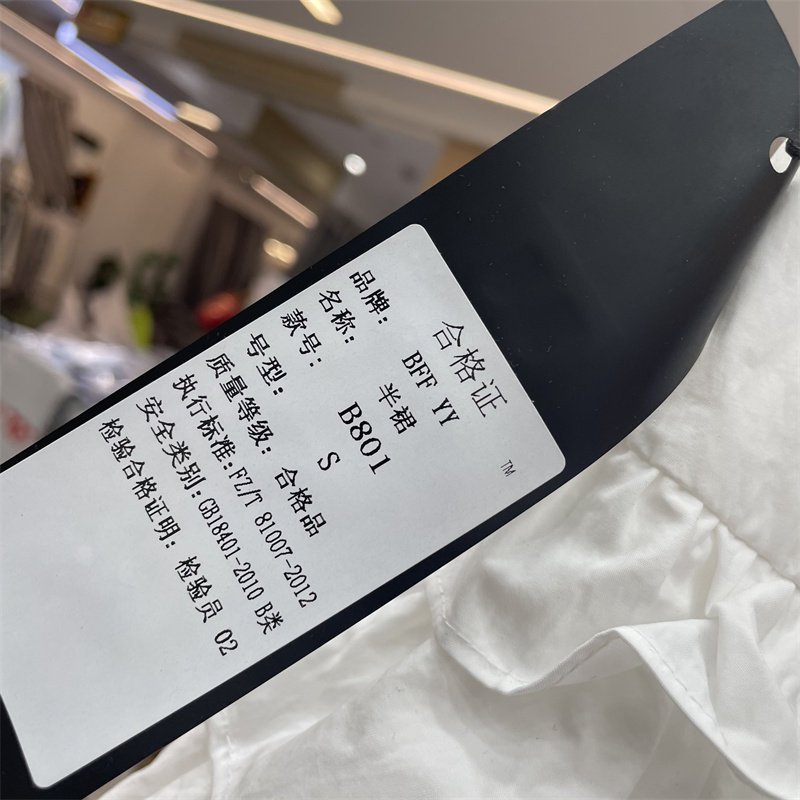 合格证
品牌: BFF YY
名称: 半裙
款号: B801
号型: S
质量等级: 合格品
执行标准:FZ/T 81007-2012
安全类别:GB18401-2010 B类
检验合格证明: 检验员 02
TM